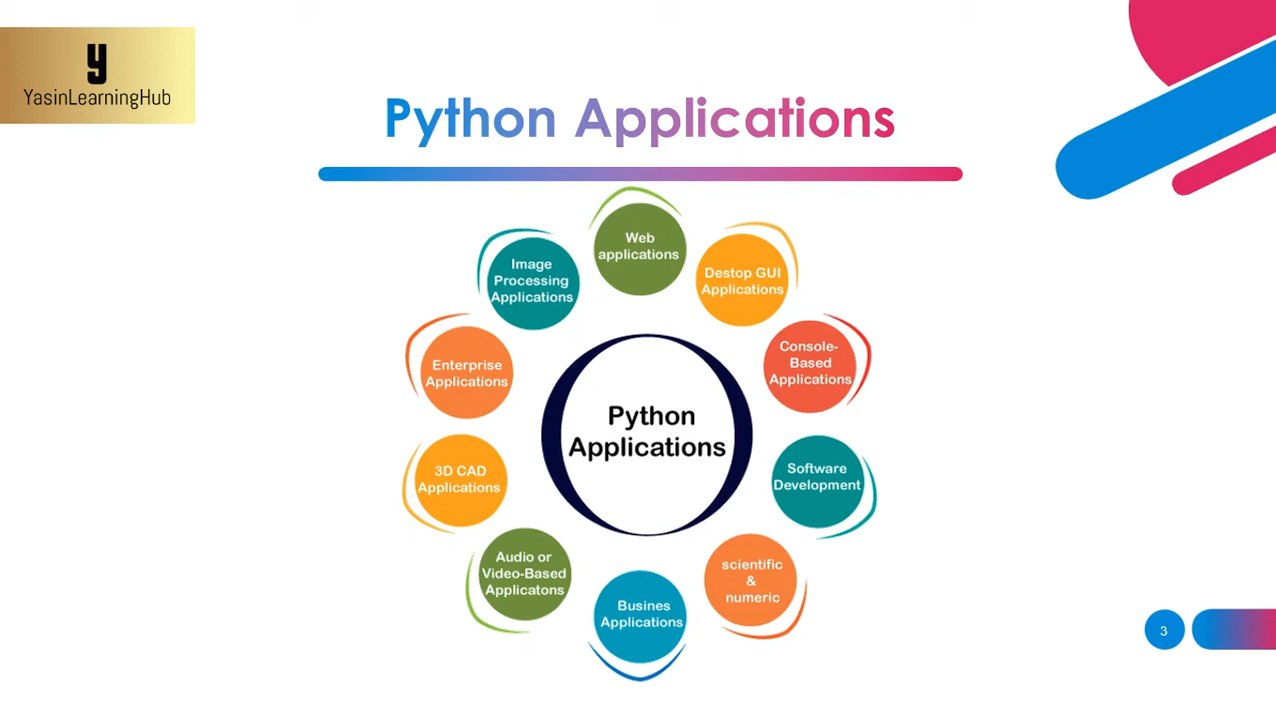 y
YasinLearningHub
Python Applications
Web
applications
Destop GUI
Applications
Console-
Based
Applications
Software
Development
scientific
&
numeric
Busines
Applications
Audio or
Video-Based
Applicatons
3D CAD
Applications
Enterprise
Applications
Image
Processing
Applications
Python
Applications
3